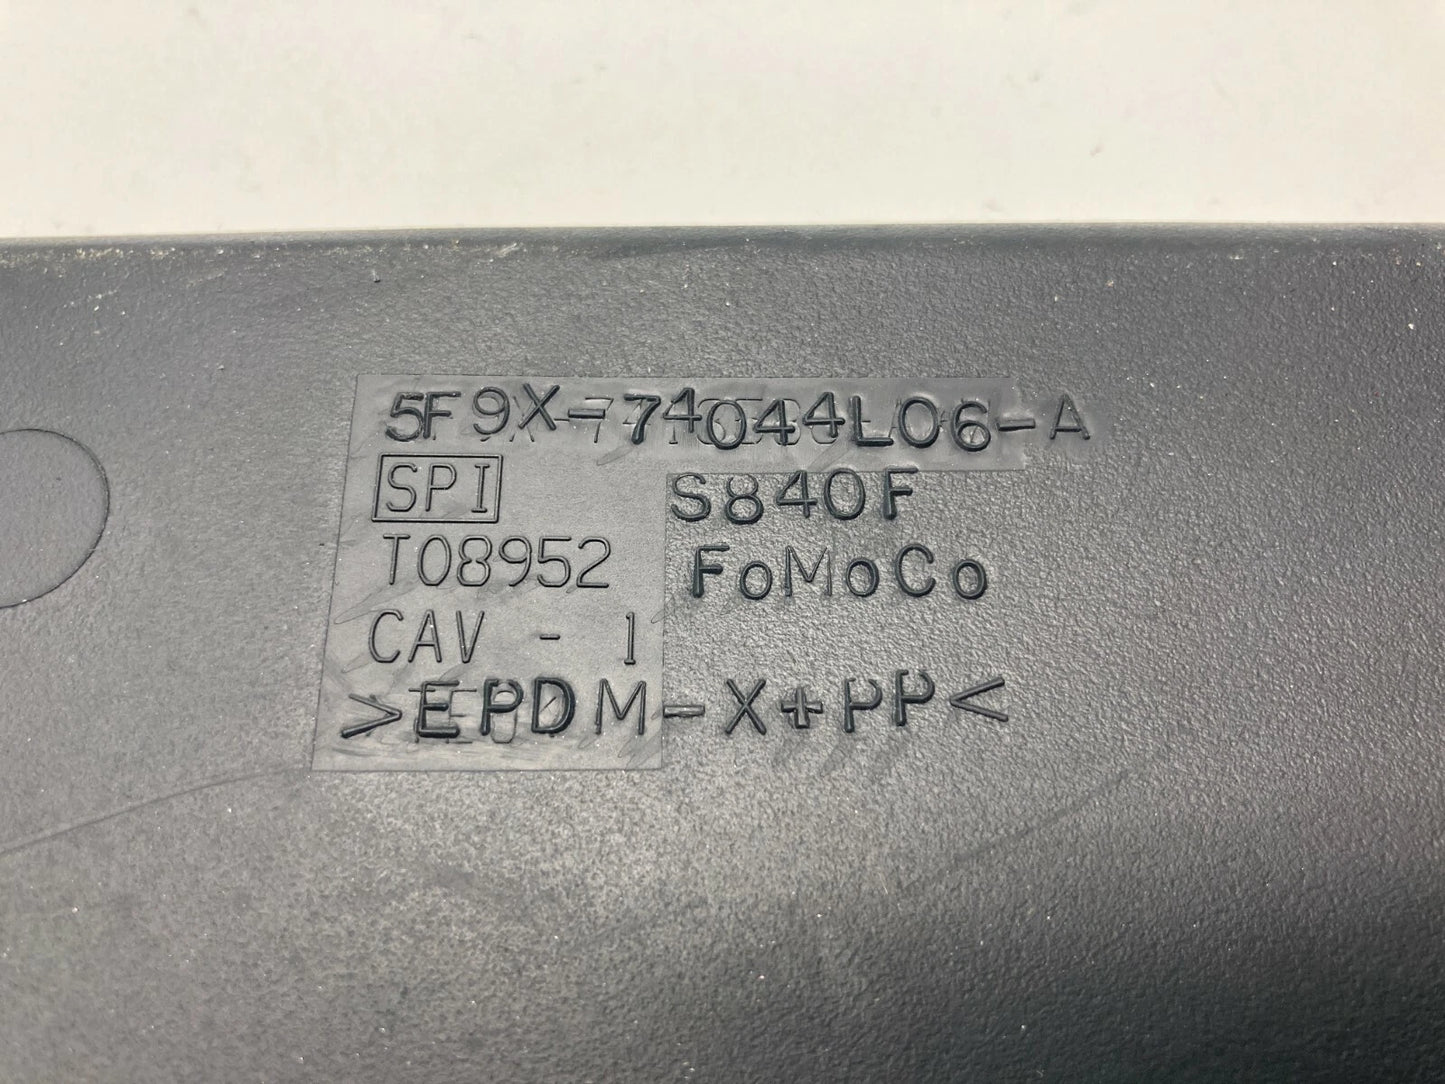 5F9X-74044L06-A
SPI S840F
T08952 FoMoCo
CAV - 1
>EPDM-X+PP<